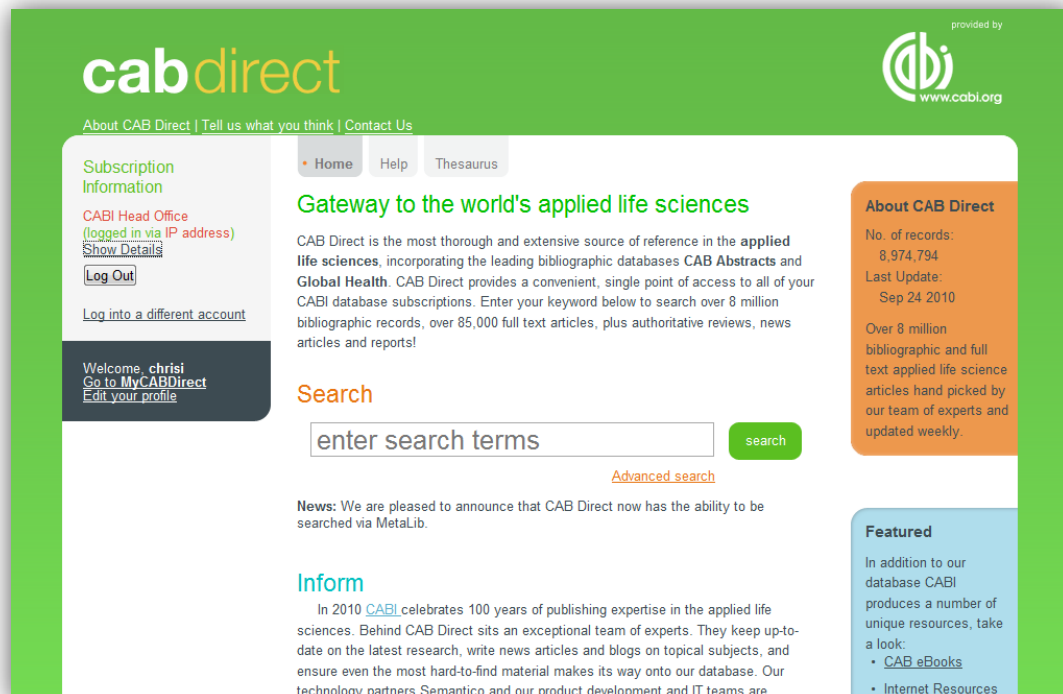 provided by
cabdirect
cabi
www.cabi.org
About CAB Direct | Tell us what you think | Contact Us
Subscription
Information
CABI Head Office
(logged in via IP address)
Show Details
Log Out
Log into a different account
Welcome, chrisi
Go to MyCABDirect
Edit your profile
• Home
Help
Thesaurus
Gateway to the world's applied life sciences
CAB Direct is the most thorough and extensive source of reference in the applied
life sciences, incorporating the leading bibliographic databases CAB Abstracts and
Global Health. CAB Direct provides a convenient, single point of access to all of your
CABI database subscriptions. Enter your keyword below to search over 8 million
bibliographic records, over 85,000 full text articles, plus authoritative reviews, news
articles and reports!
Search
enter search terms
search
Advanced search
News: We are pleased to announce that CAB Direct now has the ability to be
searched via MetaLib.
Inform
In 2010 CABI celebrates 100 years of publishing expertise in the applied life
sciences. Behind CAB Direct sits an exceptional team of experts. They keep up-to-
date on the latest research, write news articles and blogs on topical subjects, and
ensure even the most hard-to-find material makes its way onto our database. Our
technology partners Semantico and our product development and IT teams are
About CAB Direct
No. of records:
8,974,794
Last Update:
Sep 24 2010
Over 8 million
bibliographic and full
text applied life science
articles hand picked by
our team of experts and
updated weekly.
Featured
In addition to our
database CABI
produces a number of
unique resources, take
a look:
• CAB eBooks
• Internet Resources